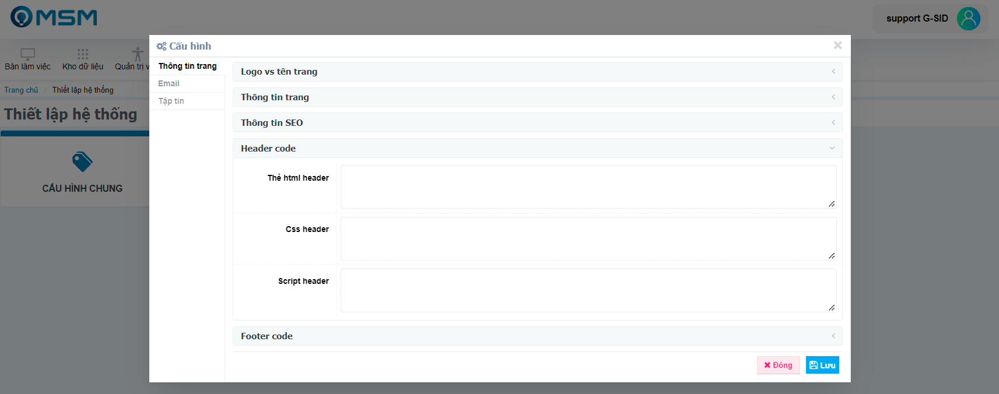 MSM
support G-SID
Bàn làm việc
Kho dữ liệu
Quản trị v
Trang chủ / Thiết lập hệ thống
Thiết lập hệ thống
CẤU HÌNH CHUNG
Cấu hình
Thông tin trang
Email
Tập tin
Logo vs tên trang
Thông tin trang
Thông tin SEO
Header code
Thẻ html header
Css header
Script header
Footer code
Đóng
Lưu